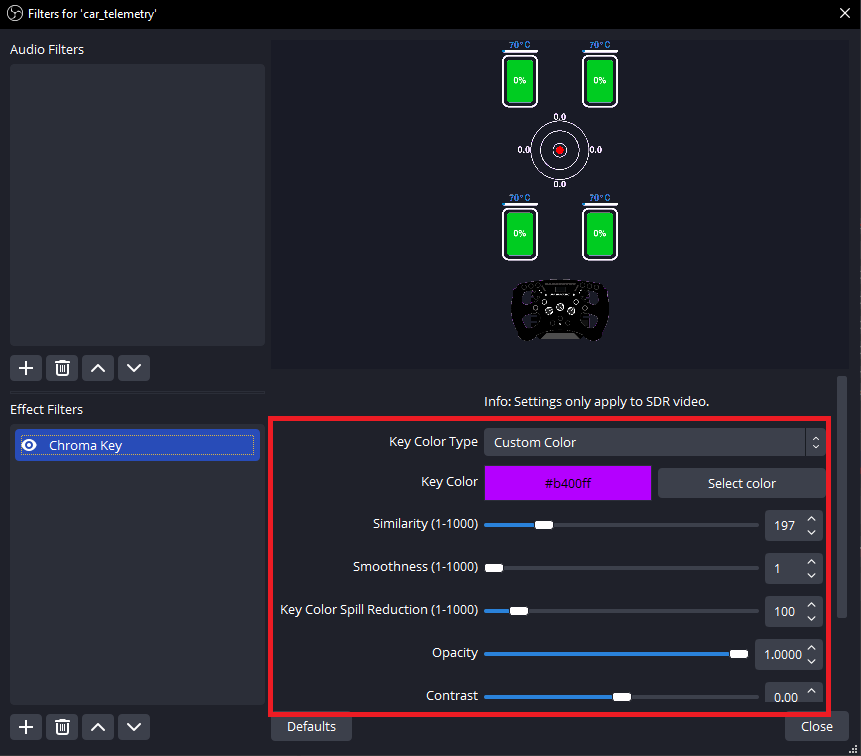 Filters for 'car_telemetry'
Audio Filters
70°C 70°C
0% 0%
0.0
0.0 0.0
0.0
70°C 70°C
0% 0%
Info: Settings only apply to SDR video.
Effect Filters
Chroma Key
Key Color Type Custom Color
Key Color #b400ff Select color
Similarity (1-1000) 197
Smoothness (1-1000) 1
Key Color Spill Reduction (1-1000) 100
Opacity 1.0000
Contrast 0.00
Defaults Close